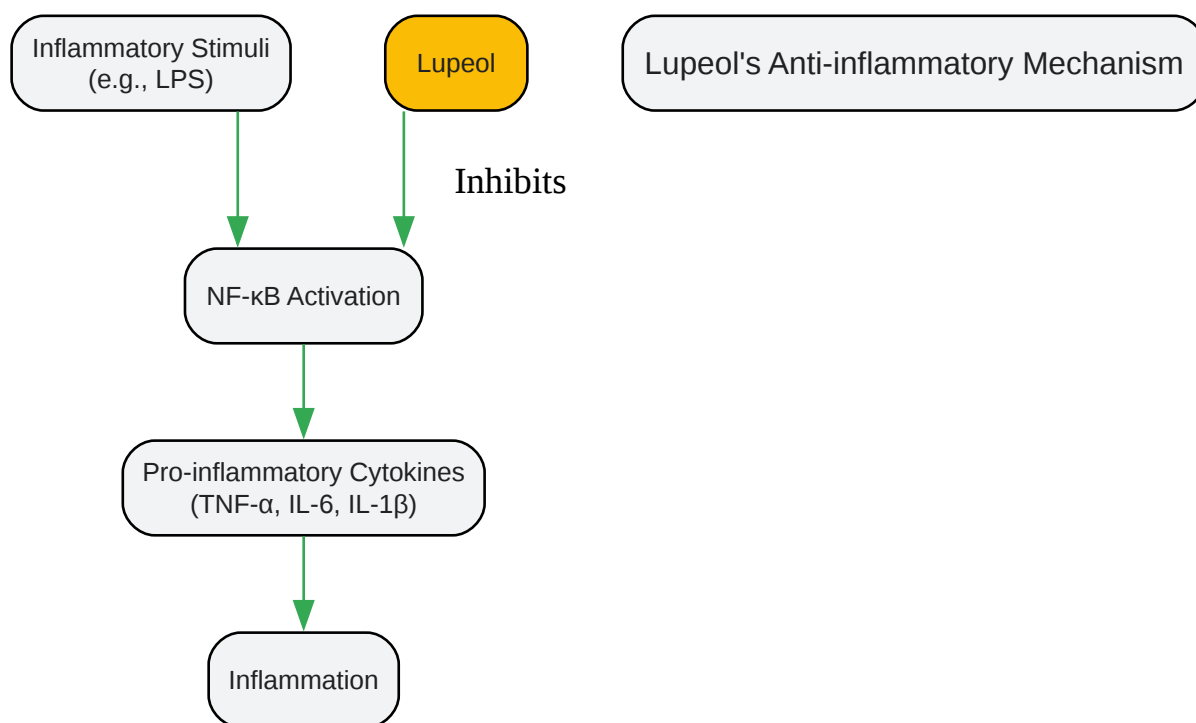 Inflammatory Stimuli
(e.g., LPS)
Lupeol
Lupeol's Anti-inflammatory Mechanism
Inhibits
NF-κB Activation
Pro-inflammatory Cytokines
(TNF-α, IL-6, IL-1β)
Inflammation